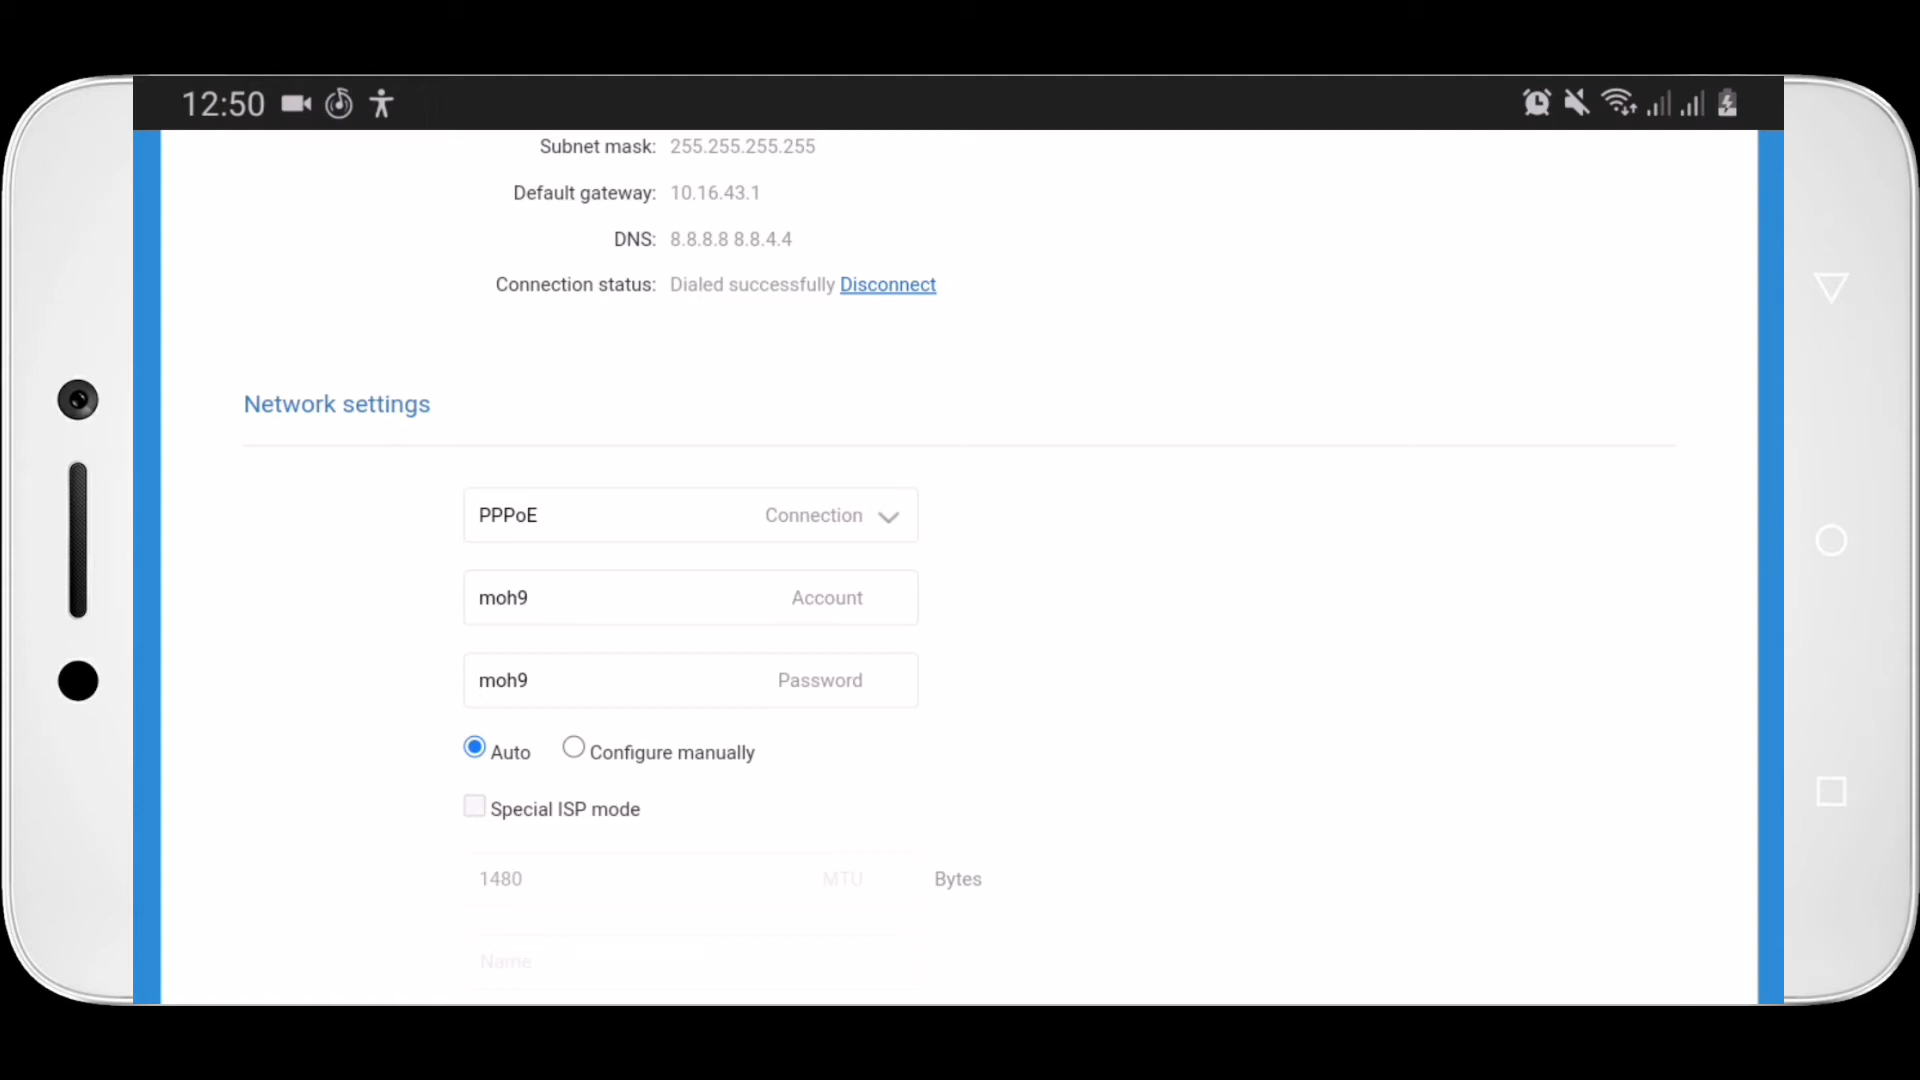 12:50
Subnet mask: 255.255.255.255
Default gateway: 10.16.43.1
DNS: 8.8.8.8 8.8.4.4
Connection status: Dialed successfully Disconnect
Network settings
PPPoE Connection
moh9 Account
moh9 Password
Auto Configure manually
Special ISP mode
1480 MTU Bytes
Name